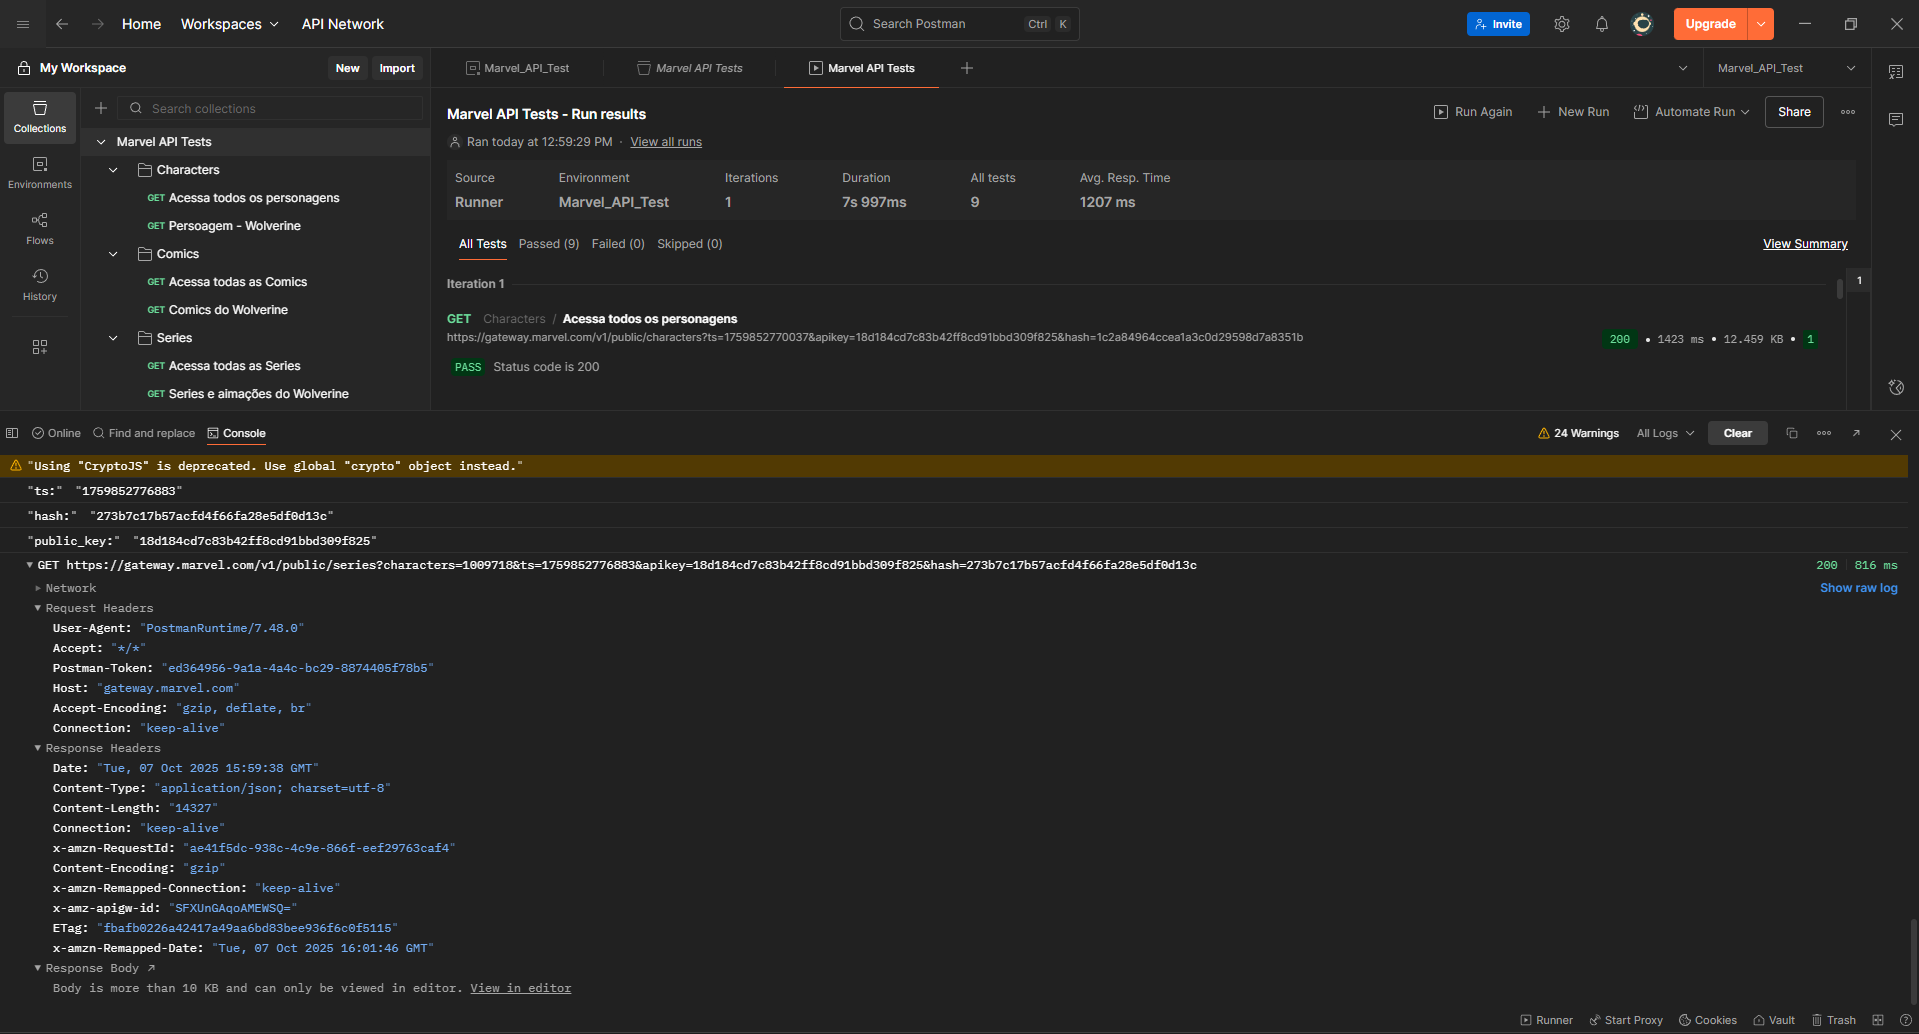 Home Workspaces API Network Search Postman Ctrl K Invite Upgrade
My Workspace New Import Marvel_API_Test Marvel API Tests Marvel API Tests Marvel_API_Test
Search collections
Collections
Environments
Flows
History
Marvel API Tests
Characters
GET Acessa todos os personagens
GET Persoagem - Wolverine
Comics
GET Acessa todas as Comics
GET Comics do Wolverine
Series
GET Acessa todas as Series
GET Series e aimações do Wolverine
Marvel API Tests - Run results Run Again New Run Automate Run Share
Ran today at 12:59:29 PM · View all runs
Source Environment Iterations Duration All tests Avg. Resp. Time
Runner Marvel_API_Test 1 7s 997ms 9 1207 ms
All Tests Passed (9) Failed (0) Skipped (0) View Summary
Iteration 1 1
GET Characters / Acessa todos os personagens
https://gateway.marvel.com/v1/public/characters?ts=1759852770037&apikey=18d184cd7c83b42ff8cd91bbd309f825&hash=1c2a84964ccea1a3c0d29598d7a8351b 200 • 1423 ms • 12.459 KB • 1
PASS Status code is 200
Online Find and replace Console 24 Warnings All Logs Clear
"Using "CryptoJS" is deprecated. Use global "crypto" object instead."
"ts:" "1759852776883"
"hash:" "273b7c17b57acfd4f66fa28e5df0d13c"
"public_key:" "18d184cd7c83b42ff8cd91bbd309f825"
GET https://gateway.marvel.com/v1/public/series?characters=1009718&ts=1759852776883&apikey=18d184cd7c83b42ff8cd91bbd309f825&hash=273b7c17b57acfd4f66fa28e5df0d13c 200 816 ms
Network Show raw log
Request Headers
User-Agent: "PostmanRuntime/7.48.0"
Accept: "*/*"
Postman-Token: "ed364956-9a1a-4a4c-bc29-8874405f78b5"
Host: "gateway.marvel.com"
Accept-Encoding: "gzip, deflate, br"
Connection: "keep-alive"
Response Headers
Date: "Tue, 07 Oct 2025 15:59:38 GMT"
Content-Type: "application/json; charset=utf-8"
Content-Length: "14327"
Connection: "keep-alive"
x-amzn-RequestId: "ae41f5dc-938c-4c9e-866f-eef29763caf4"
Content-Encoding: "gzip"
x-amzn-Remapped-Connection: "keep-alive"
x-amz-apigw-id: "SFXUnGAqoAMEWSQ="
ETag: "fbafb0226a42417a49aa6bd83bee936f6c0f5115"
x-amzn-Remapped-Date: "Tue, 07 Oct 2025 16:01:46 GMT"
Response Body
Body is more than 10 KB and can only be viewed in editor. View in editor
Runner Start Proxy Cookies Vault Trash